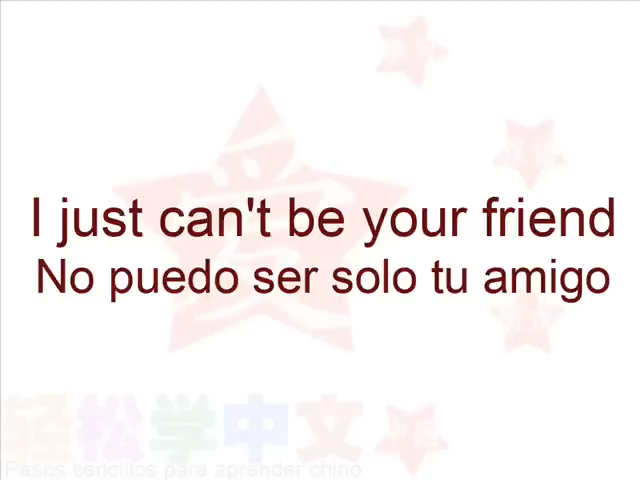 I just can't be your friend
No puedo ser solo tu amigo
轻松学中文
Pasos sencillos para aprender chino